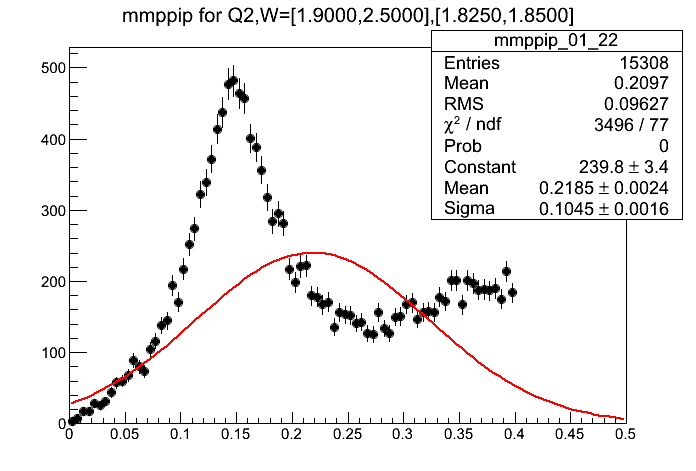 mmppip for Q2,W=[1.9000,2.5000],[1.8250,1.8500]
mmppip_01_22
Entries 15308
Mean 0.2097
RMS 0.09627
χ² / ndf 3496 / 77
Prob 0
Constant 239.8 ± 3.4
Mean 0.2185 ± 0.0024
Sigma 0.1045 ± 0.0016
500
400
300
200
100
0
0 0.05 0.1 0.15 0.2 0.25 0.3 0.35 0.4 0.45 0.5